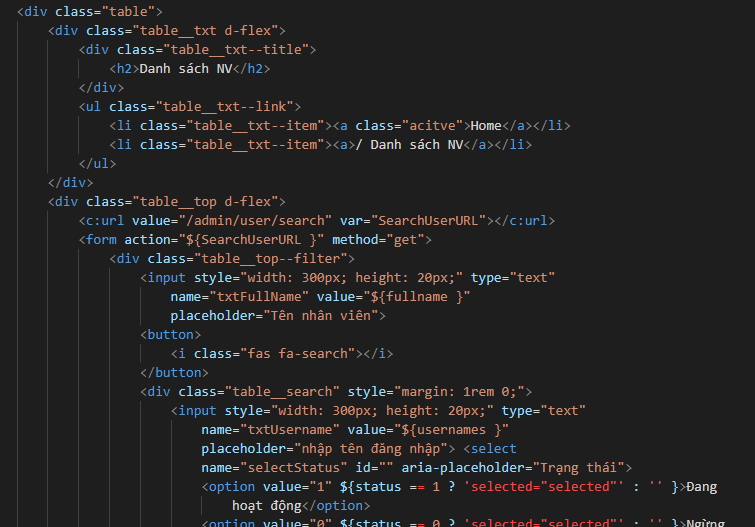 <div class="table">
<div class="table__txt d-flex">
<div class="table__txt--title">
<h2>Danh sách NV</h2>
</div>
<ul class="table__txt--link">
<li class="table__txt--item"><a class="acitve">Home</a></li>
<li class="table__txt--item"><a>/ Danh sách NV</a></li>
</ul>
</div>
<div class="table__top d-flex">
<c:url value="/admin/user/search" var="SearchUserURL"></c:url>
<form action="${SearchUserURL }" method="get">
<div class="table__top--filter">
<input style="width: 300px; height: 20px;" type="text"
name="txtFullName" value="${fullname }"
placeholder="Tên nhân viên">
<button>
<i class="fas fa-search"></i>
</button>
<div class="table__search" style="margin: 1rem 0;">
<input style="width: 300px; height: 20px;" type="text"
name="txtUsername" value="${usernames }"
placeholder="nhập tên đăng nhập"> <select
name="selectStatus" id="" aria-placeholder="Trạng thái">
<option value="1" ${status == 1 ? 'selected="selected"' : '' }>Đang
hoạt động</option>
<option value="0" ${status == 0 ? 'selected="selected"' : '' }>Ngừng